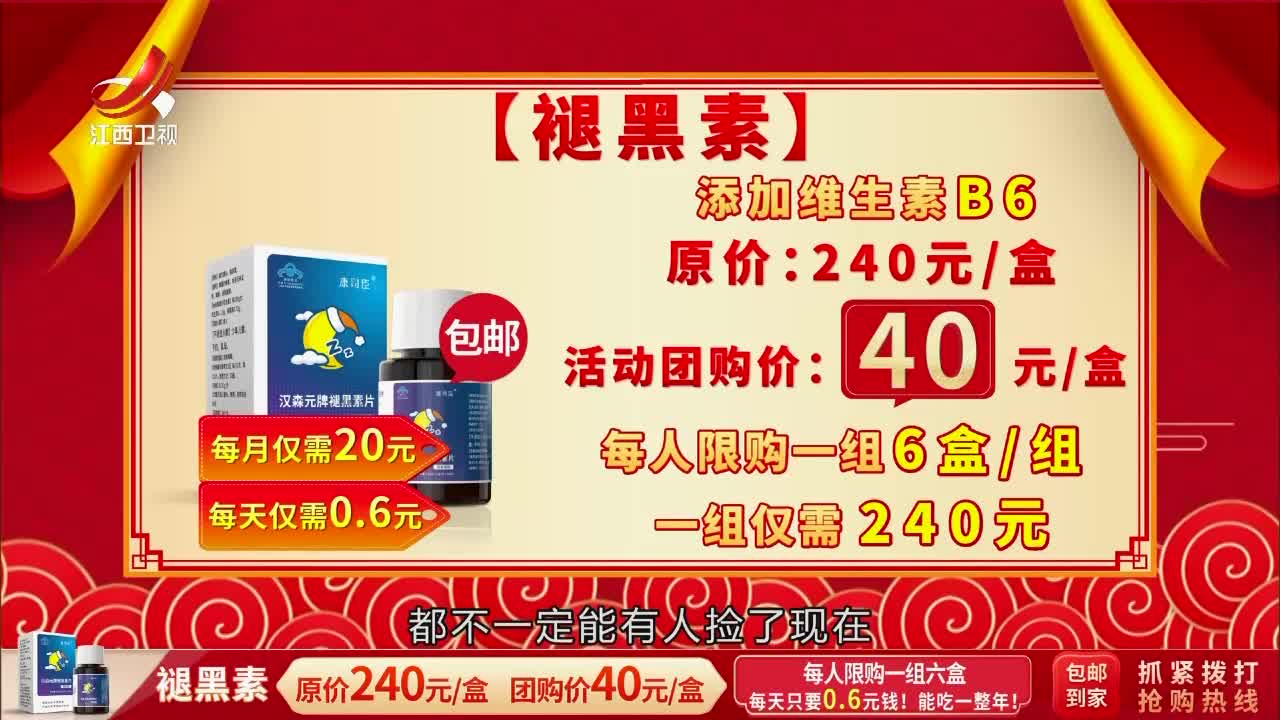 江西卫视
【褪黑素】
添加维生素B6
原价:240元/盒
活动团购价:40元/盒
每人限购一组6盒/组
一组仅需240元
包邮
汉森元牌褪黑素片
每月仅需20元
每天仅需0.6元
都不一定能有人捡了现在
褪黑素
原价240元/盒 团购价40元/盒
每人限购一组六盒
每天只要0.6元钱!能吃一整年!
包邮
到家
抓紧拨打
抢购热线